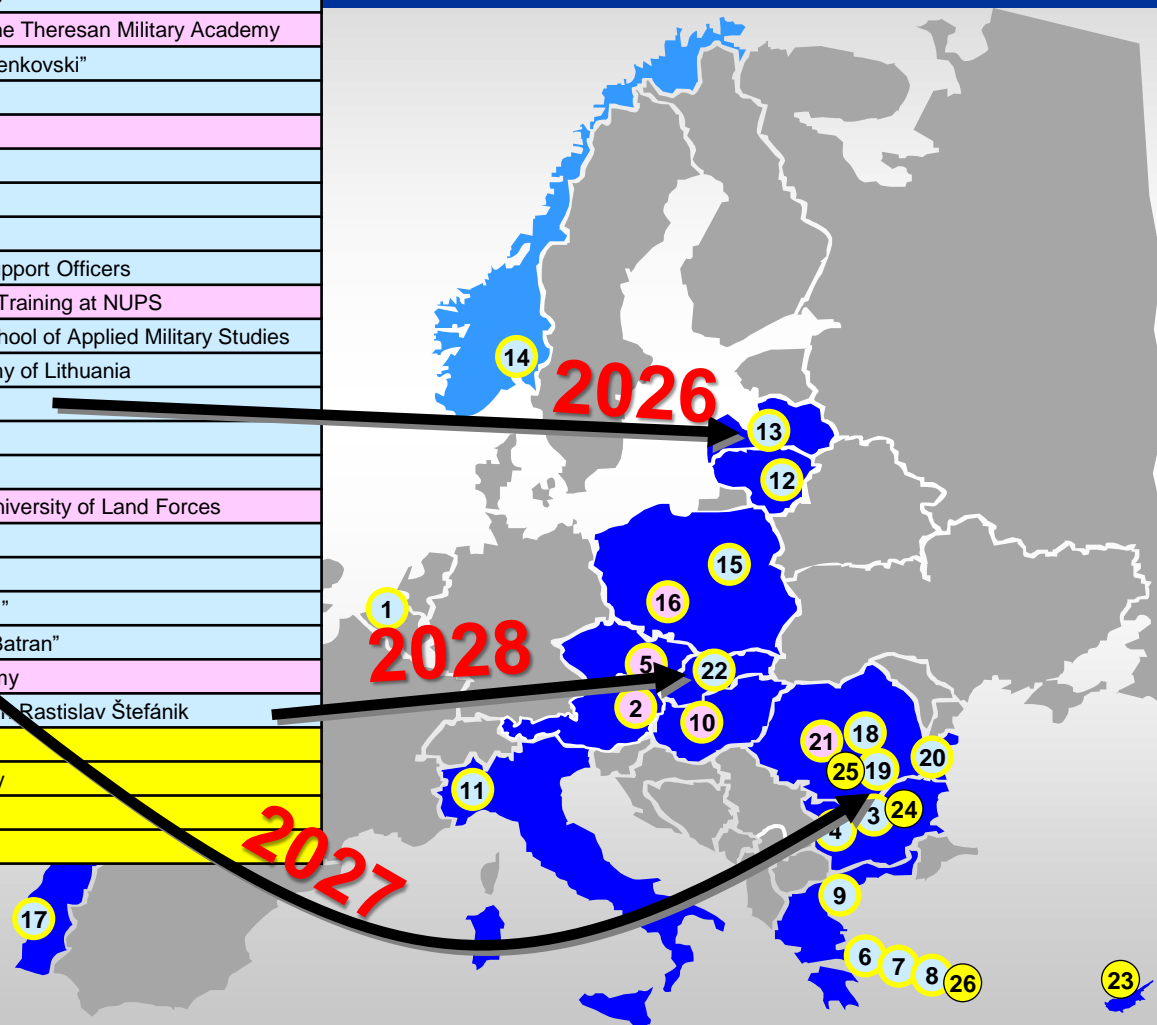 ne Theresan Military Academy
enkovski”
pport Officers
Training at NUPS
hool of Applied Military Studies
ny of Lithuania
niversity of Land Forces
”
Batran”
my
Rastislav Štefánik
y
2026
2028
2027
14
13
12
15
16
1
5
22
2
10
21
18
25
19
20
11
3
24
4
9
17
6
7
8
26
23